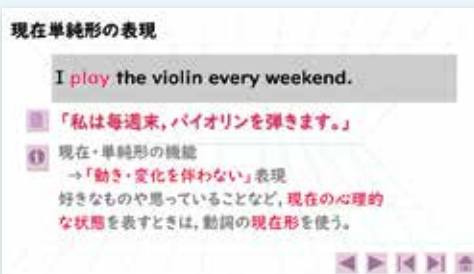 現在単純形の表現
I play the violin every weekend.
「私は毎週末，バイオリンを弾きます。」
現在・単純形の機能
→「動き・変化を伴わない」表現
好きなものや思っていることなど，現在の心理的
な状態を表すときは，動詞の現在形を使う。